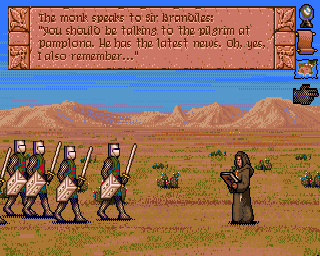 The monk speaks to Sir Brandiles:
"You should be talking to the pilgrim at
Pamplona. He has the latest news. Oh, yes,
I also remember..."